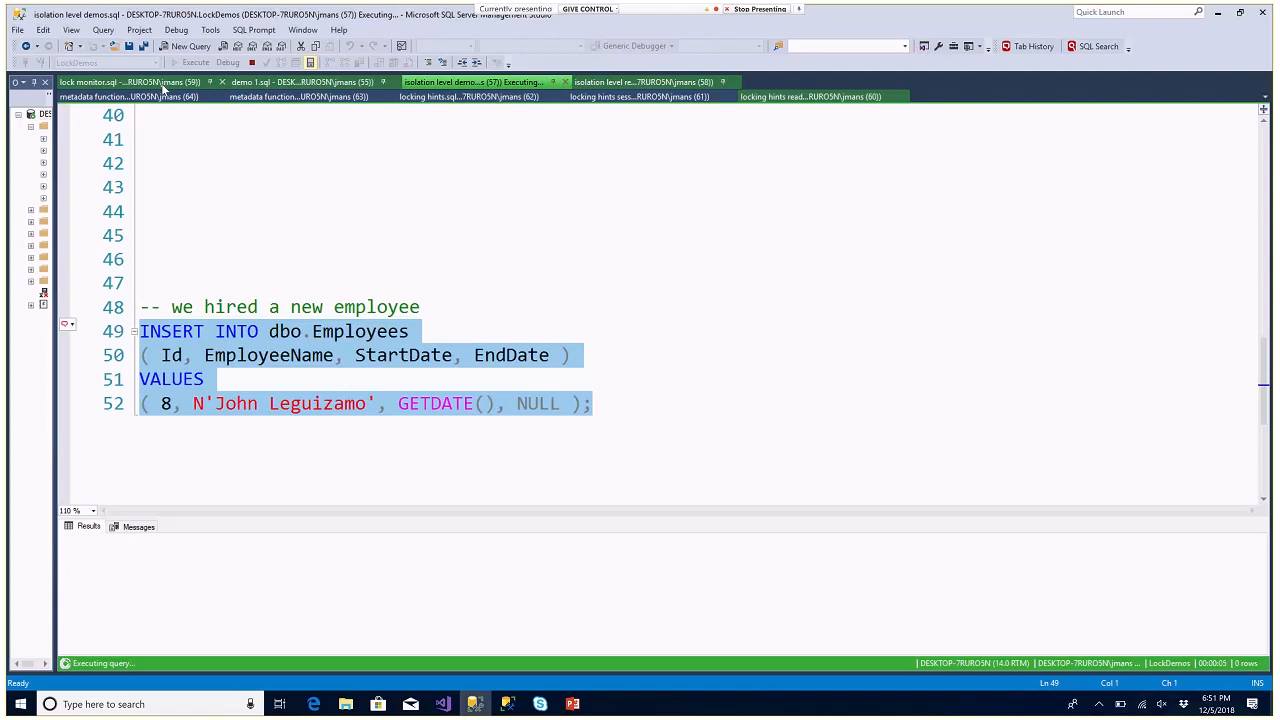 isolation level demo.sql - DESKTOP-7RURO5N.LockDemos (DESKTOP-7RURO5N\jmans (57)) Executing... - Microsoft SQL Server Management Studio
Currently presenting GIVE CONTROL Stop Presenting
Quick Launch
File Edit View Query Project Debug Tools SQL Prompt Window Help
New Query Generic Debugger Tab History SQL Search
LockDemos Execute Debug
lock monitor.sql -...RURO5N\jmans (59)) demo 1.sql - DESK...RURO5N\jmans (55)) isolation level demo...s (57)) Executing... isolation level re...7RURO5N\jmans (58))
metadata function...URO5N\jmans (64)) metadata function...URO5N\jmans (63)) locking hints.sql...7RURO5N\jmans (62)) locking hints sess...RURO5N\jmans (61)) locking hints read...RURO5N\jmans (60))
DES
40
41
42
43
44
45
46
47
48 -- we hired a new employee
49 INSERT INTO dbo.Employees
50 ( Id, EmployeeName, StartDate, EndDate )
51 VALUES
52 ( 8, N'John Leguizamo', GETDATE(), NULL );
110 %
Results Messages
Executing query... DESKTOP-7RURO5N (14.0 RTM) DESKTOP-7RURO5N\jmans ... LockDemos 00:00:05 0 rows
Ready Ln 49 Col 1 Ch 1 INS
Type here to search
6:51 PM
12/5/2018